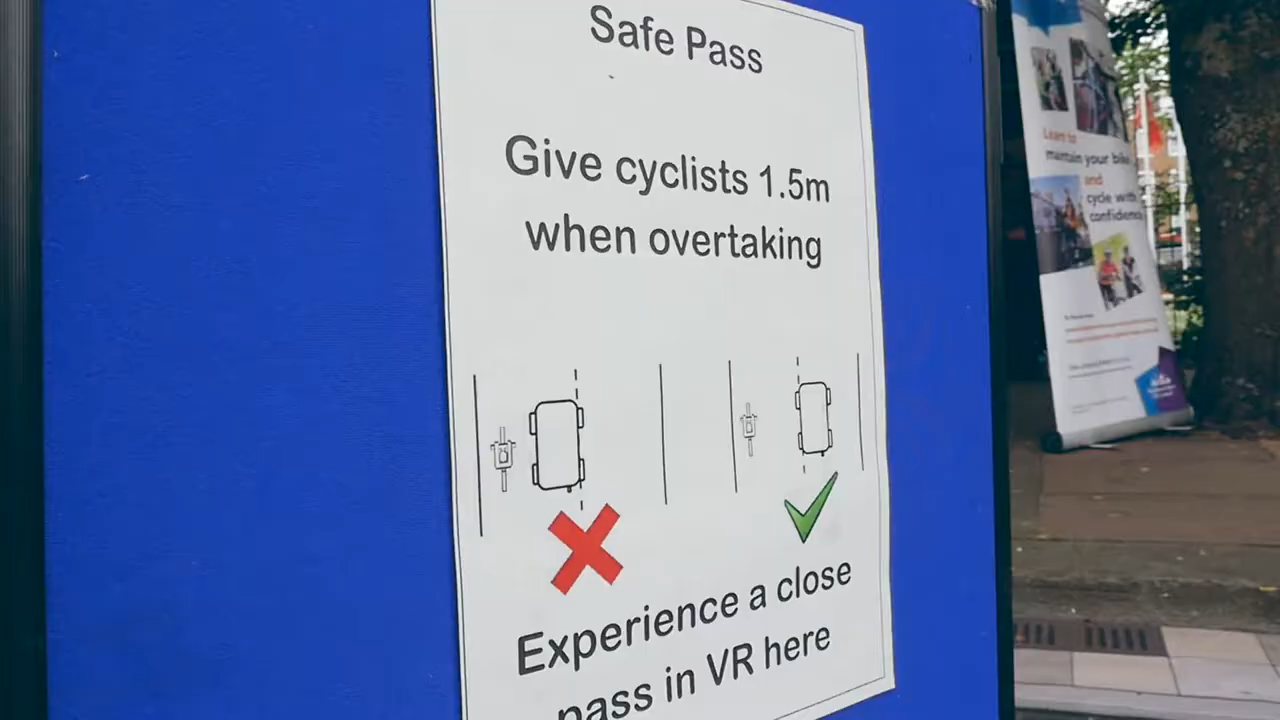 Safe Pass
Give cyclists 1.5m
when overtaking
Experience a close
pass in VR here
Learn to
maintain your bike
and
cycle with
confidence